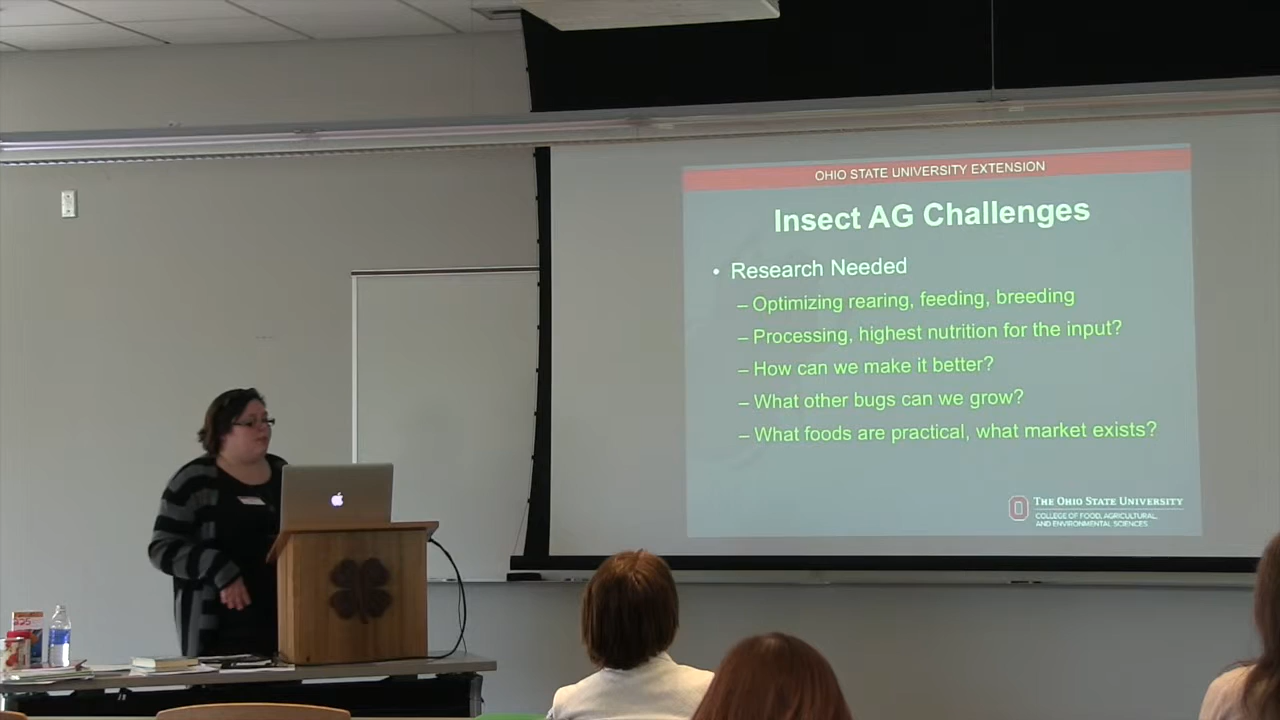 OHIO STATE UNIVERSITY EXTENSION
Insect AG Challenges
• Research Needed
– Optimizing rearing, feeding, breeding
– Processing, highest nutrition for the input?
– How can we make it better?
– What other bugs can we grow?
– What foods are practical, what market exists?
THE OHIO STATE UNIVERSITY
COLLEGE OF FOOD, AGRICULTURAL,
AND ENVIRONMENTAL SCIENCES